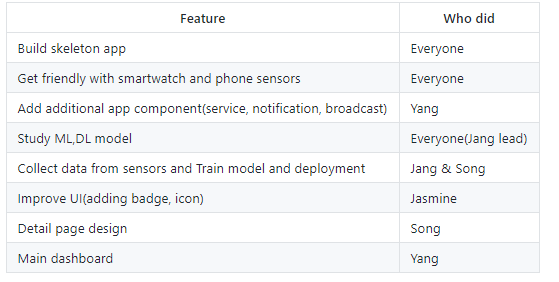 Feature Who did
Build skeleton app Everyone
Get friendly with smartwatch and phone sensors Everyone
Add additional app component(service, notification, broadcast) Yang
Study ML,DL model Everyone(Jang lead)
Collect data from sensors and Train model and deployment Jang & Song
Improve UI(adding badge, icon) Jasmine
Detail page design Song
Main dashboard Yang